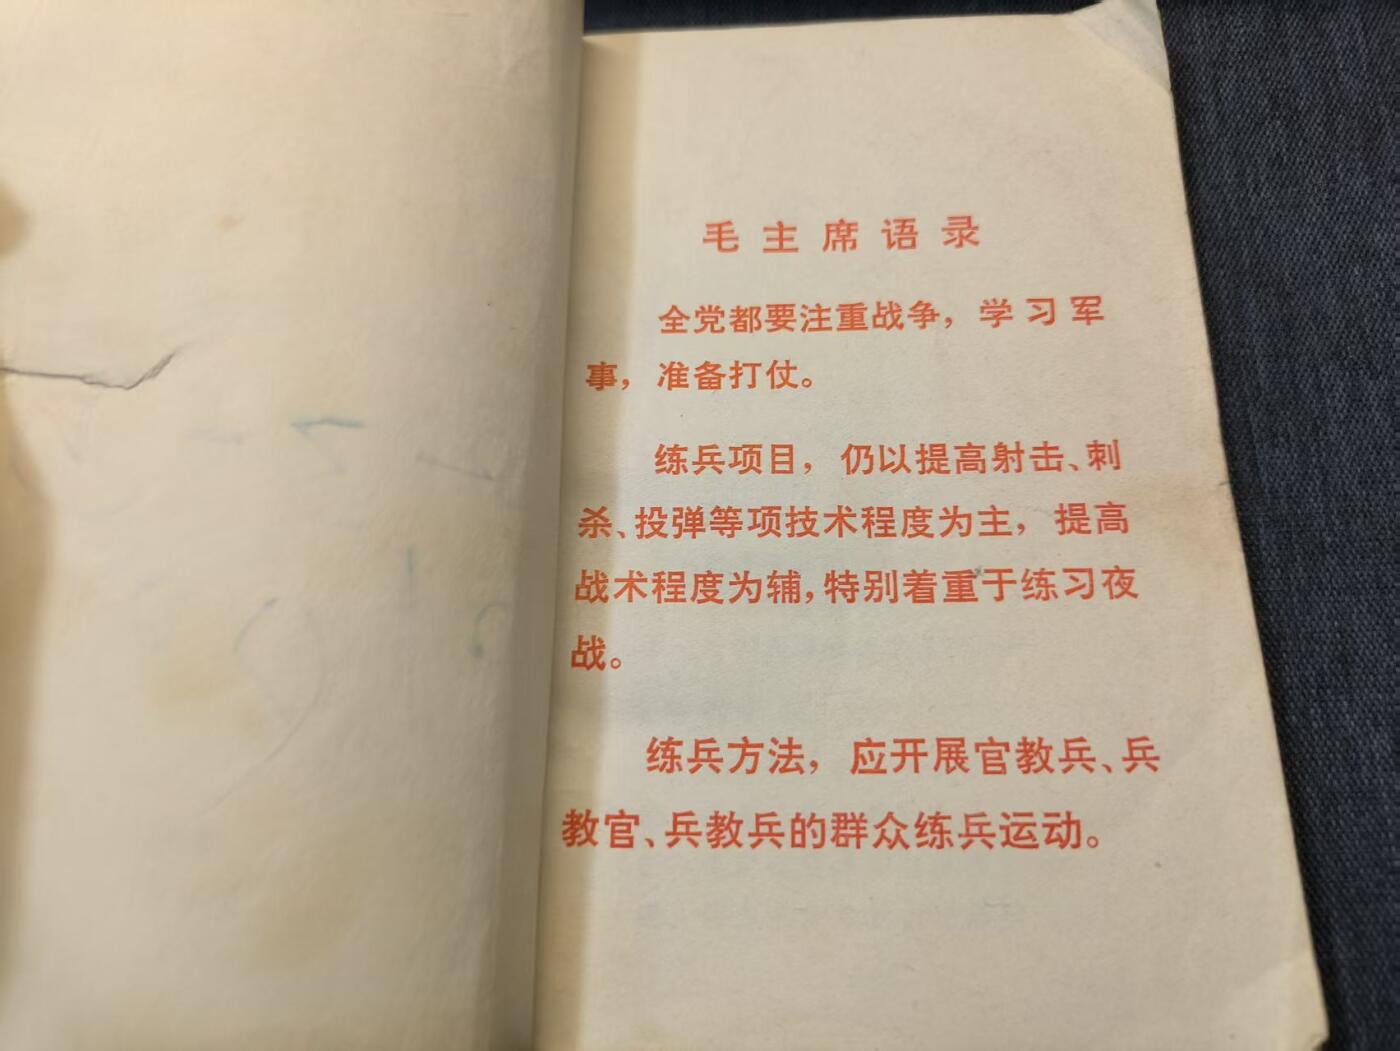 毛主席语录
全党都要注重战争，学习军
事，准备打仗。
练兵项目，仍以提高射击、刺
杀、投弹等项技术程度为主，提高
战术程度为辅，特别着重于练习夜
战。
练兵方法，应开展官教兵、兵
教官、兵教兵的群众练兵运动。